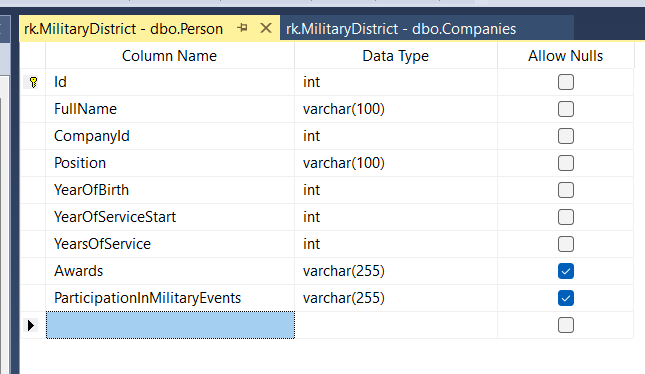 rk.MilitaryDistrict - dbo.Person rk.MilitaryDistrict - dbo.Companies
Column Name Data Type Allow Nulls
Id int
FullName varchar(100)
CompanyId int
Position varchar(100)
YearOfBirth int
YearOfServiceStart int
YearsOfService int
Awards varchar(255)
ParticipationInMilitaryEvents varchar(255)